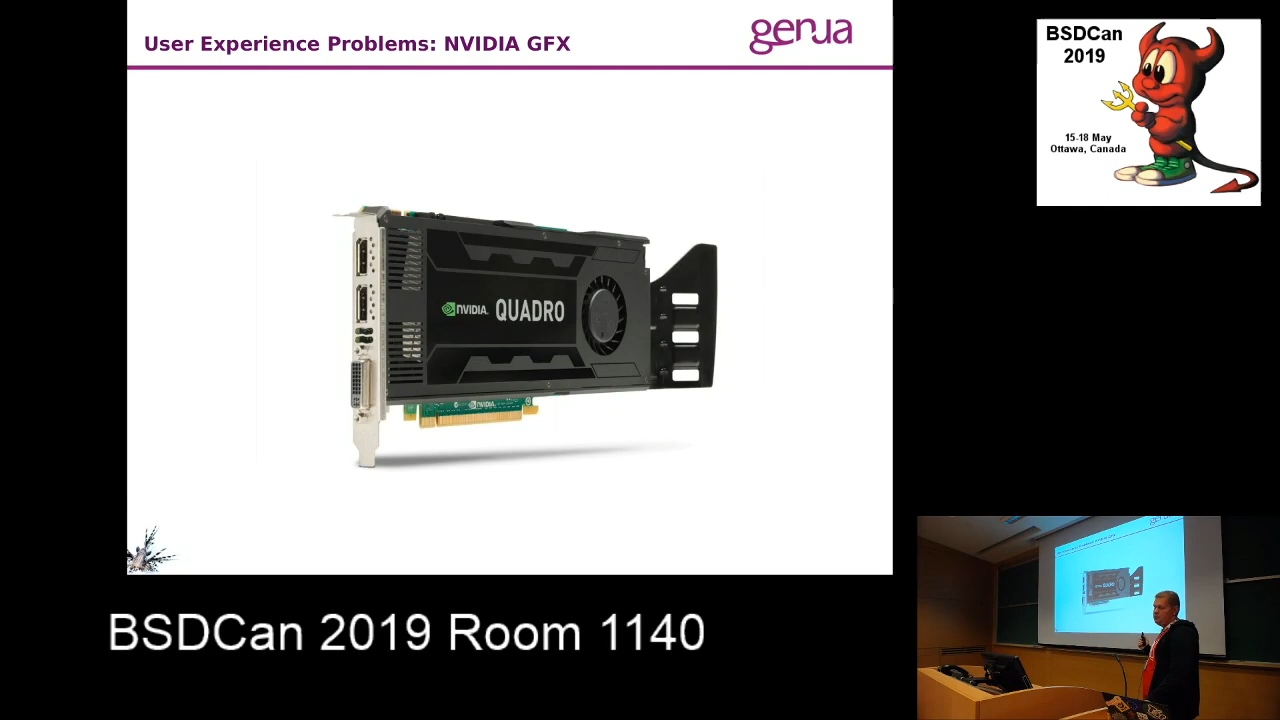 User Experience Problems: NVIDIA GFX
genua
NVIDIA. QUADRO
NVIDIA.
BSDCan
2019
15-18 May
Ottawa, Canada
BSDCan 2019 Room 1140